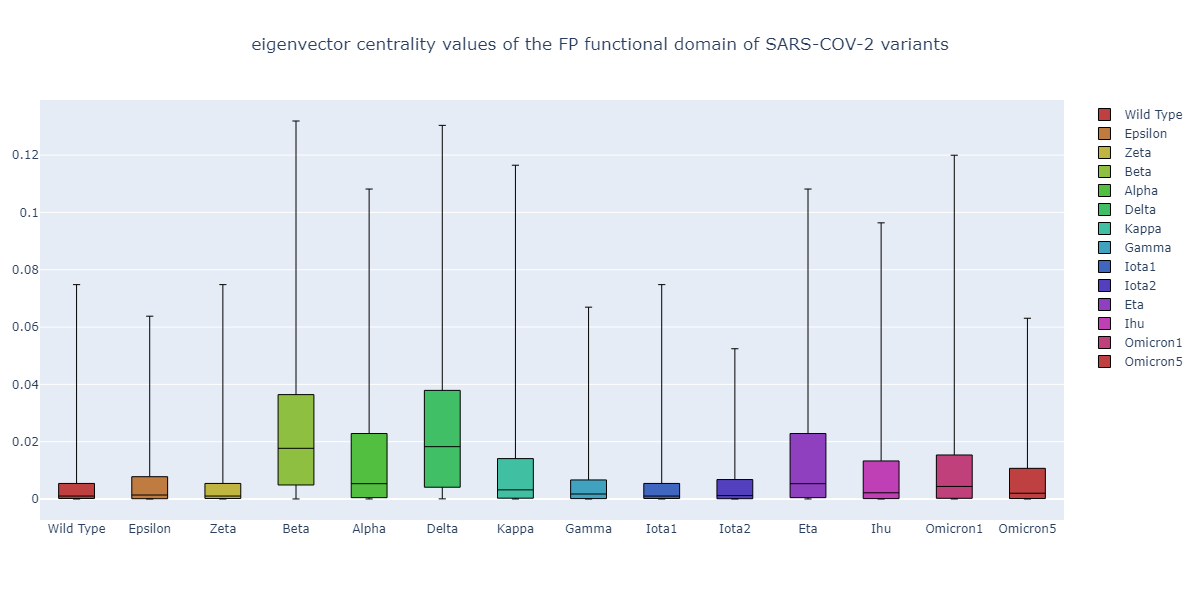 eigenvector centrality values of the FP functional domain of SARS-COV-2 variants
0.12
0.1
0.08
0.06
0.04
0.02
0
Wild Type Epsilon Zeta Beta Alpha Delta Kappa Gamma Iota1 Iota2 Eta Ihu Omicron1 Omicron5
Wild Type
Epsilon
Zeta
Beta
Alpha
Delta
Kappa
Gamma
Iota1
Iota2
Eta
Ihu
Omicron1
Omicron5